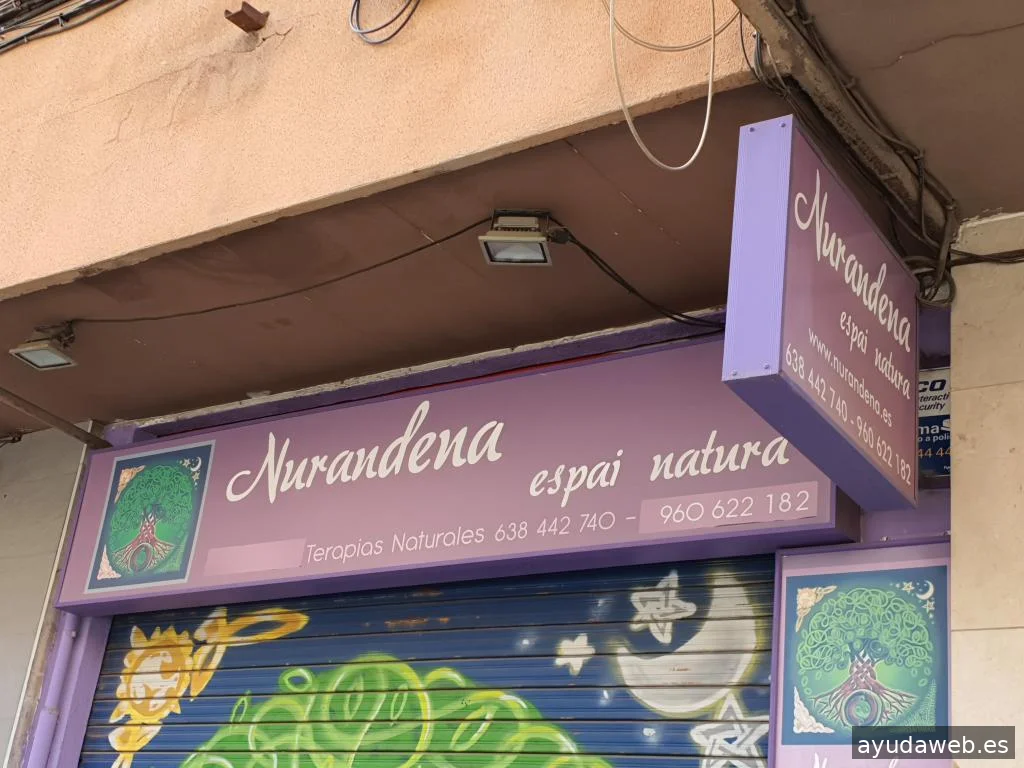 Nurandena
espai natura
Terapias Naturales 638 442 740 - 960 622 182
Nurandena
espai natura
www.nurandena.es
638 442 740 - 960 622 182
ayudaweb.es